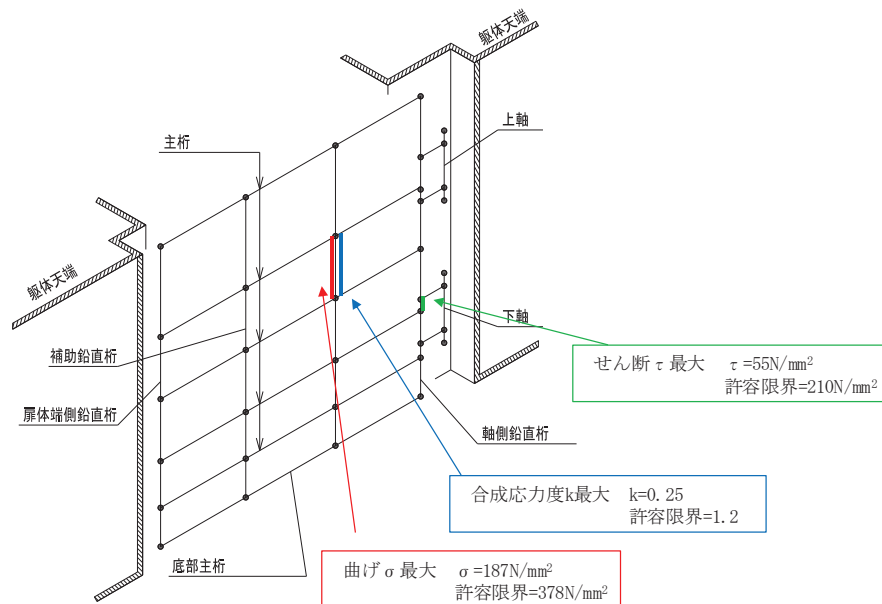 躯体天端
上軸
主桁
躯体天端
下軸
補助鉛直桁
扉体端側鉛直桁
せん断τ最大 τ=55N/mm²
許容限界=210N/mm²
軸側鉛直桁
合成応力度k最大 k=0.25
許容限界=1.2
底部主桁
曲げσ最大 σ=187N/mm²
許容限界=378N/mm²